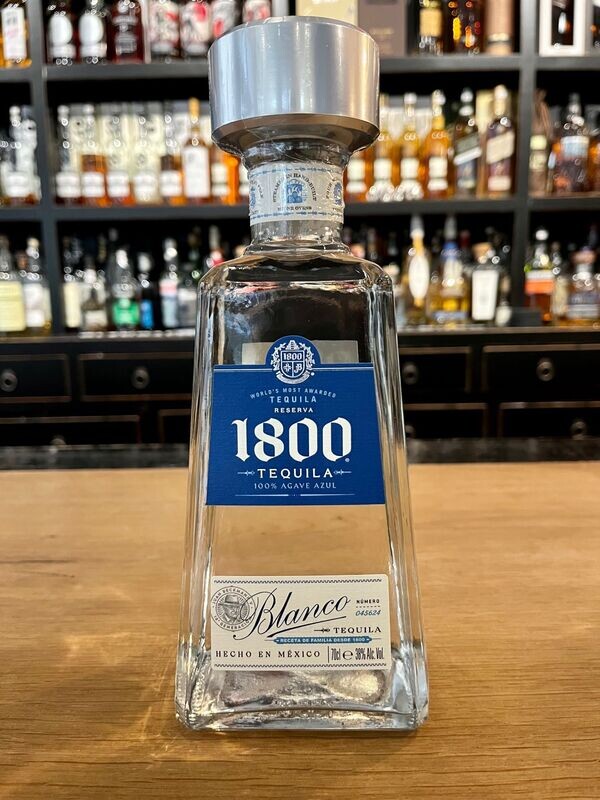 1800
WORLD'S MOST AWARDED
TEQUILA
RESERVA
1800®
TEQUILA
100% AGAVE AZUL
Blanco
NÚMERO
045624
TEQUILA
RECETA DE FAMILIA DESDE 1800
HECHO EN MÉXICO
70cl ℮ 38% Alc. Vol.